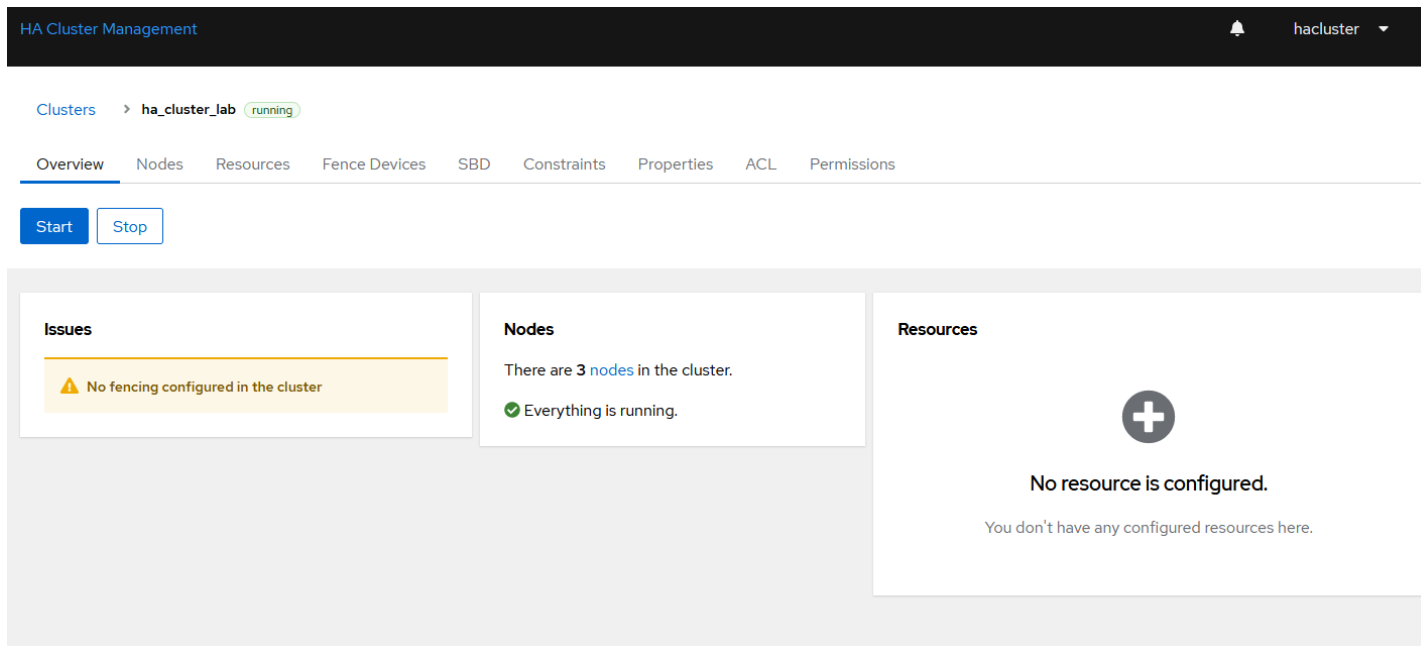 HA Cluster Management
hacluster
Clusters > ha_cluster_lab running
Overview Nodes Resources Fence Devices SBD Constraints Properties ACL Permissions
Start Stop
Issues
No fencing configured in the cluster
Nodes
There are 3 nodes in the cluster.
Everything is running.
Resources
No resource is configured.
You don't have any configured resources here.